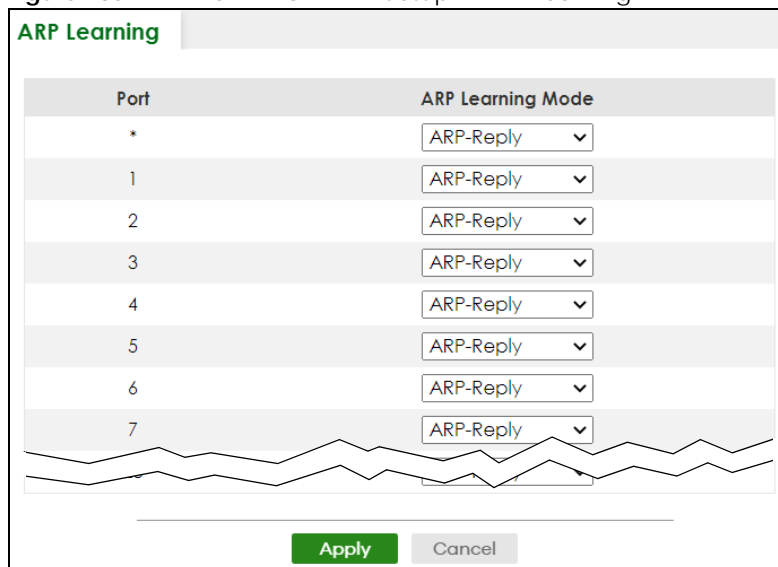 ARP Learning
Port ARP Learning Mode
* ARP-Reply
1 ARP-Reply
2 ARP-Reply
3 ARP-Reply
4 ARP-Reply
5 ARP-Reply
6 ARP-Reply
7 ARP-Reply
Apply Cancel